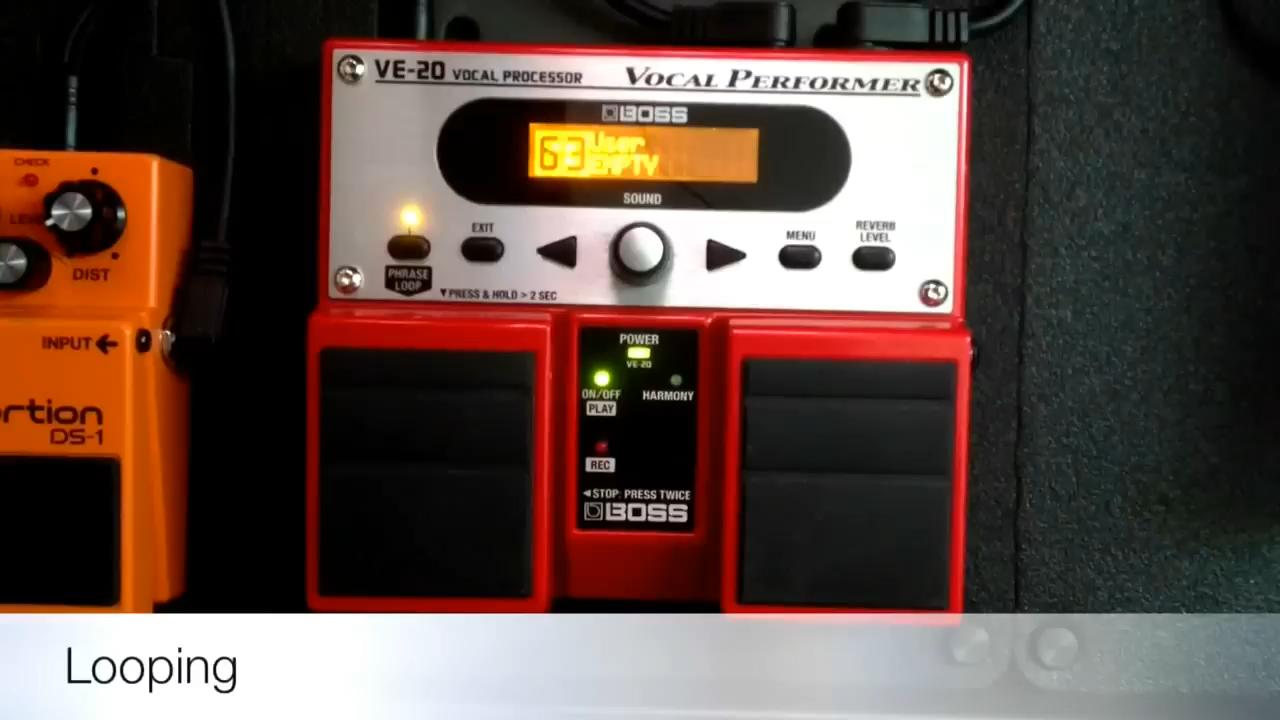 VE-20 VOCAL PROCESSOR
VOCAL PERFORMER
BOSS
63 User
EMPTY
SOUND
EXIT
MENU
REVERB
LEVEL
PHRASE
LOOP
▼PRESS & HOLD > 2 SEC
CHECK
DIST
INPUT←
rtion
DS-1
POWER
VE-20
ON/OFF
PLAY
HARMONY
REC
◄STOP: PRESS TWICE
BOSS
Looping